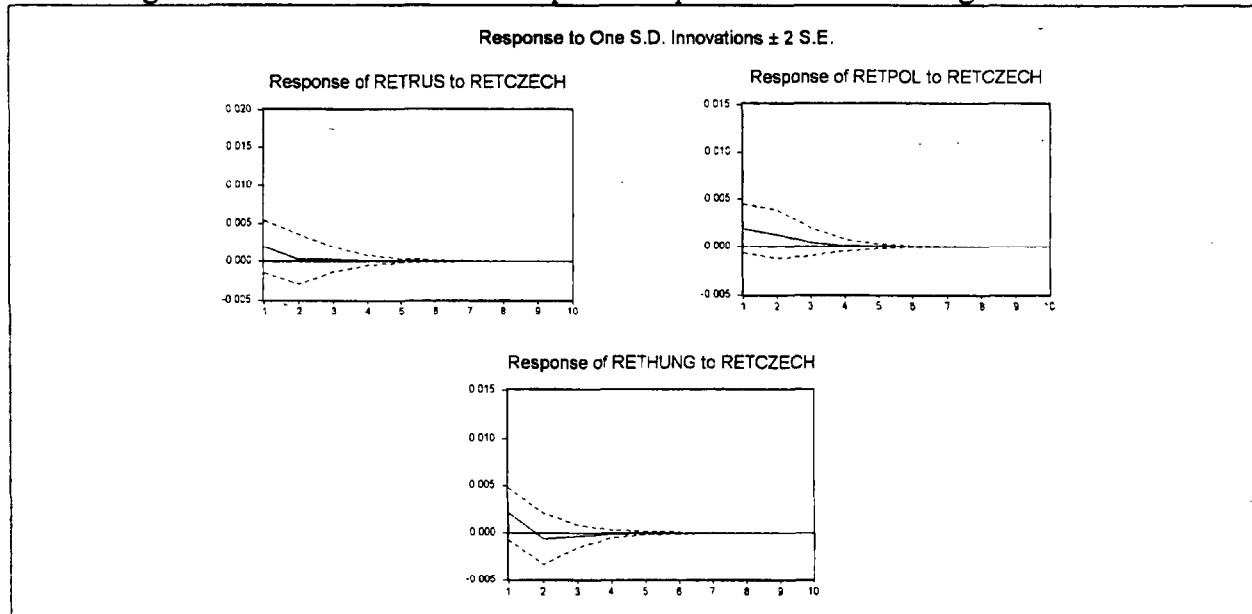 Response to One S.D. Innovations ± 2 S.E.
Response of RETRUS to RETCZECH
0.020
0.015
0.010
0.005
0.000
-0.005
1 2 3 4 5 6 7 8 9 10
Response of RETPOL to RETCZECH
0.015
0.010
0.005
0.000
-0.005
1 2 3 4 5 6 7 8 9 10
Response of RETHUNG to RETCZECH
0.015
0.010
0.005
0.000
-0.005
1 2 3 4 5 6 7 8 9 10